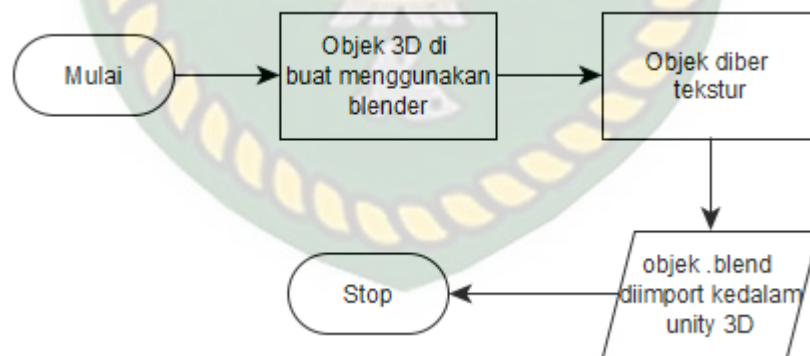 Mulai
Objek 3D di
buat menggunakan
blender
Objek diber
tekstur
objek .blend
diimport kedalam
unity 3D
Stop